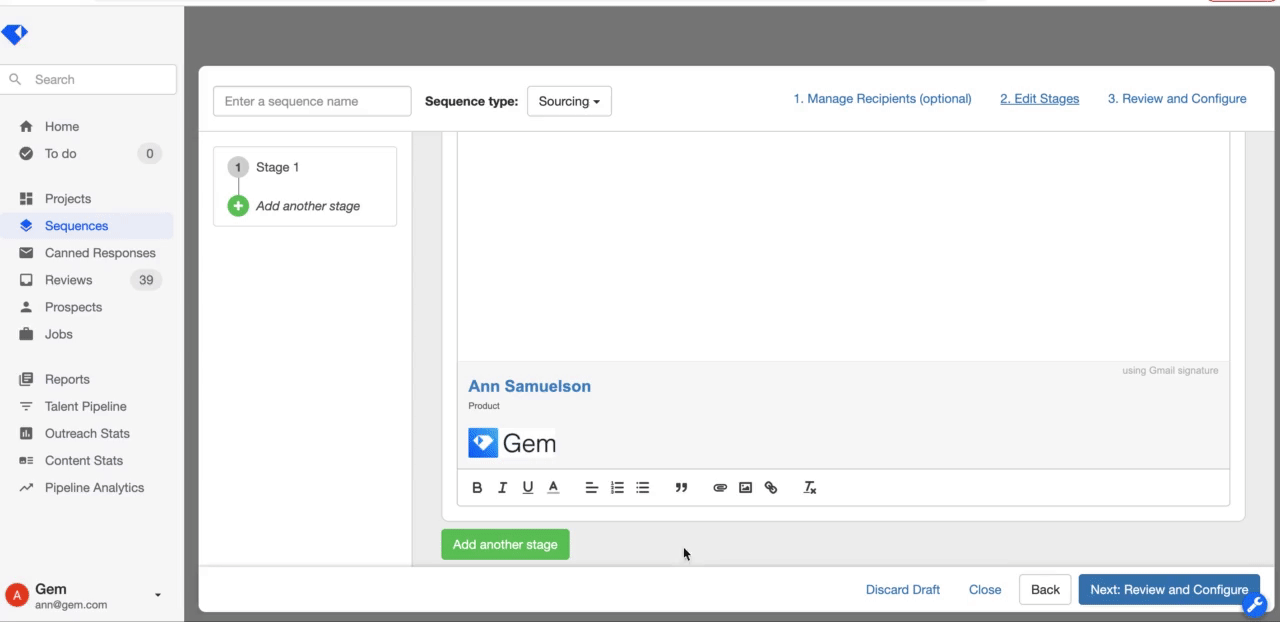 Search
Home
To do 0
Projects
Sequences
Canned Responses
Reviews 39
Prospects
Jobs
Reports
Talent Pipeline
Outreach Stats
Content Stats
Pipeline Analytics
A Gem
ann@gem.com
Enter a sequence name Sequence type: Sourcing 1. Manage Recipients (optional) 2. Edit Stages 3. Review and Configure
1 Stage 1
Add another stage
using Gmail signature
Ann Samuelson
Product
Gem
B I U A
Add another stage
Discard Draft Close Back Next: Review and Configure